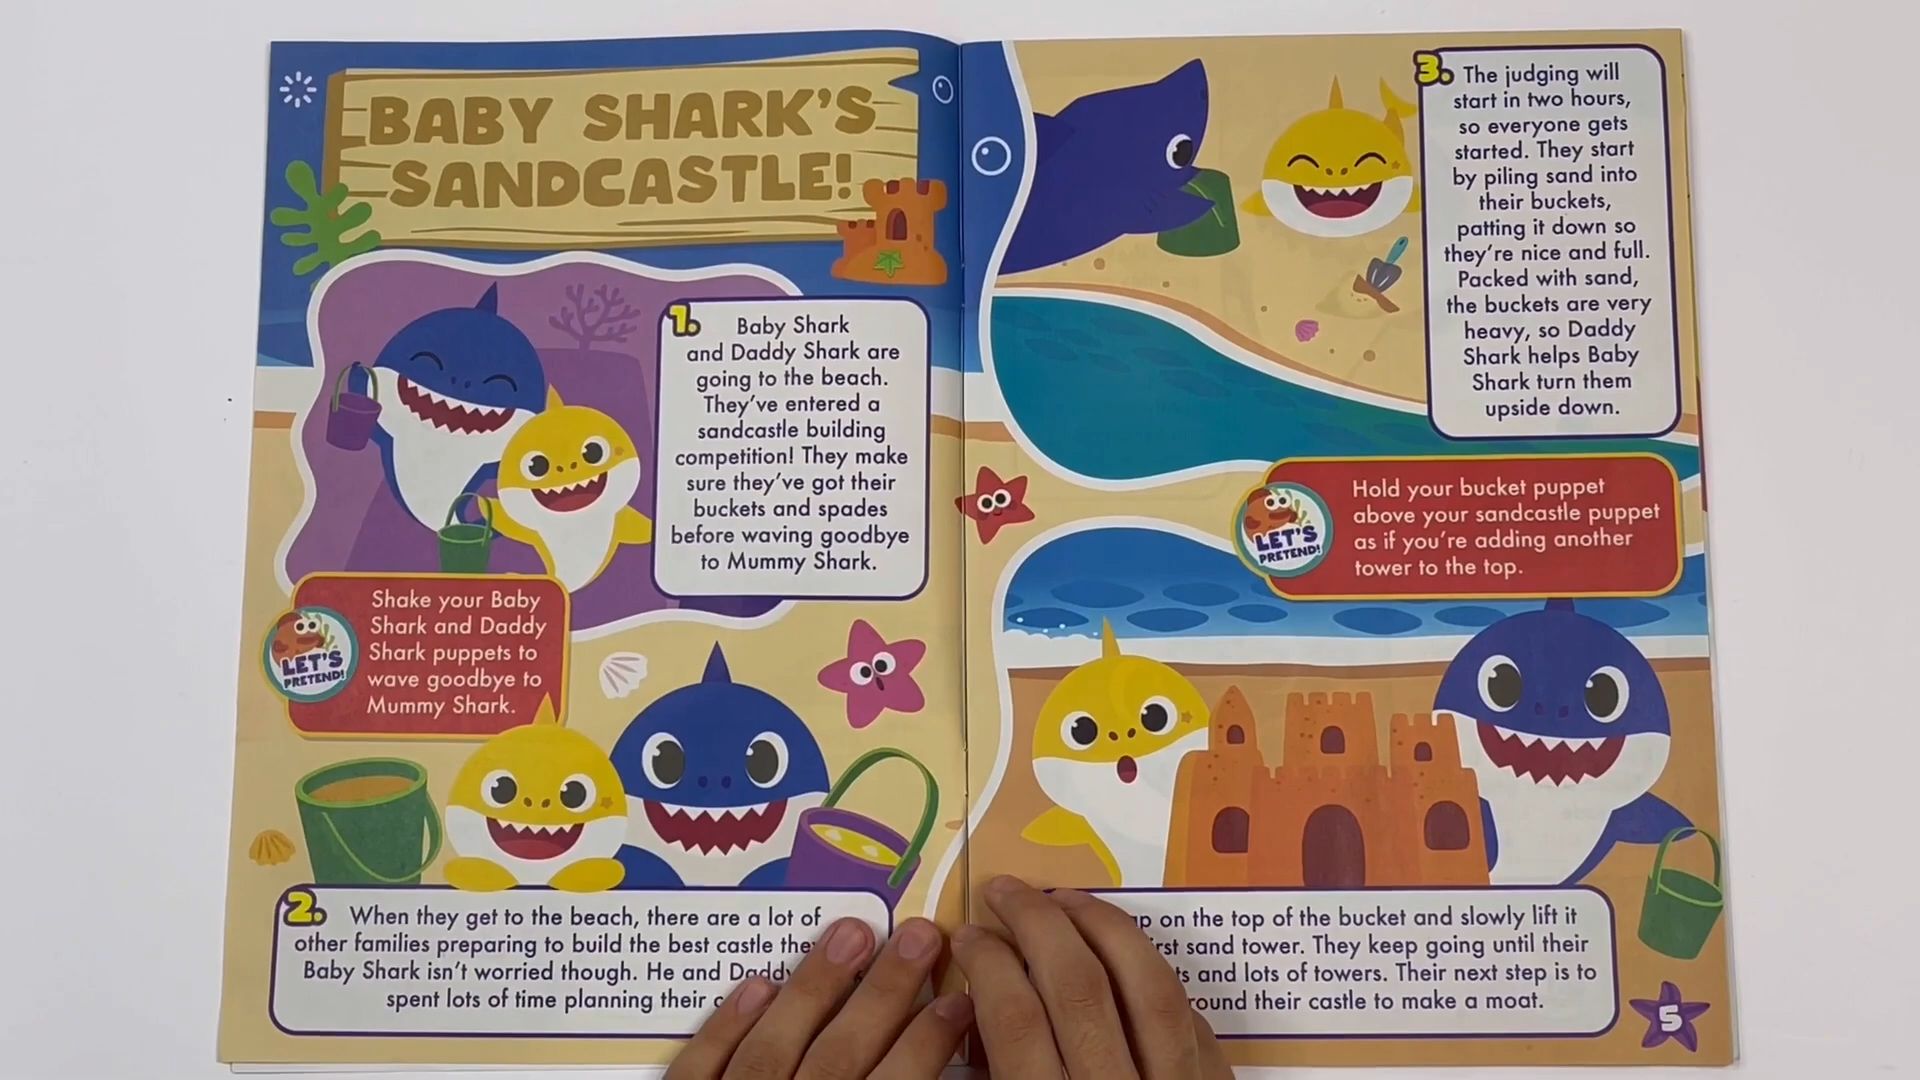 BABY SHARK'S
SANDCASTLE!
1. Baby Shark
and Daddy Shark are
going to the beach.
They've entered a
sandcastle building
competition! They make
sure they've got their
buckets and spades
before waving goodbye
to Mummy Shark.
LET'S
PRETEND!
Shake your Baby
Shark and Daddy
Shark puppets to
wave goodbye to
Mummy Shark.
2. When they get to the beach, there are a lot of
other families preparing to build the best castle
Baby Shark isn't worried though. He and Daddy
spent lots of time planning their
3. The judging will
start in two hours,
so everyone gets
started. They start
by piling sand into
their buckets,
patting it down so
they're nice and full.
Packed with sand,
the buckets are very
heavy, so Daddy
Shark helps Baby
Shark turn them
upside down.
LET'S
PRETEND!
Hold your bucket puppet
above your sandcastle puppet
as if you're adding another
tower to the top.
on the top of the bucket and slowly lift it
sand tower. They keep going until their
and lots of towers. Their next step is to
their castle to make a moat.
5